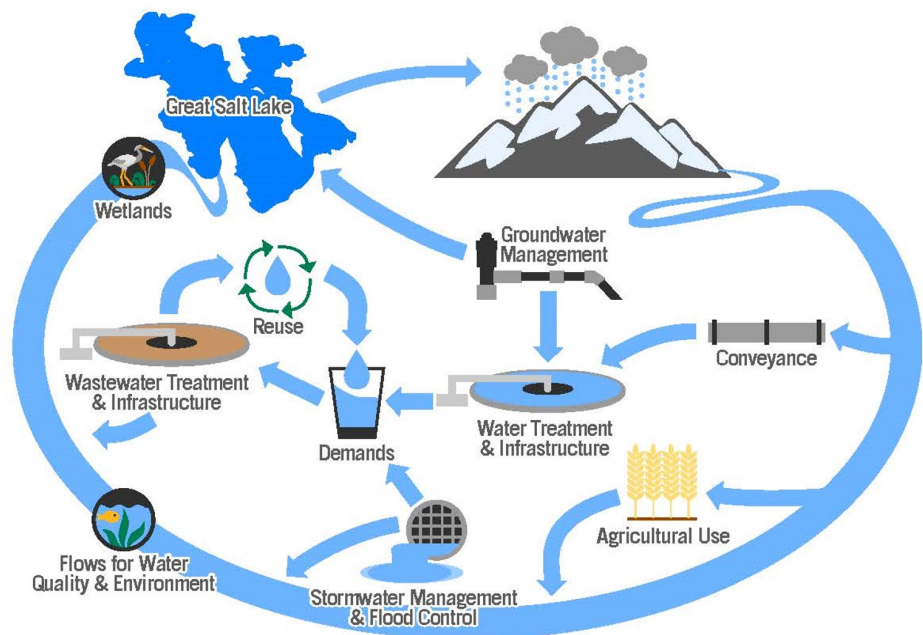 Great Salt Lake
Wetlands
Groundwater
Management
Reuse
Conveyance
Wastewater Treatment
& Infrastructure
Demands
Water Treatment
& Infrastructure
Agricultural Use
Flows for Water
Quality & Environment
Stormwater Management
& Flood Control